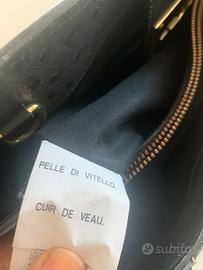 PELLE DI VITELLO.
CUIR DE VEAU.
subito